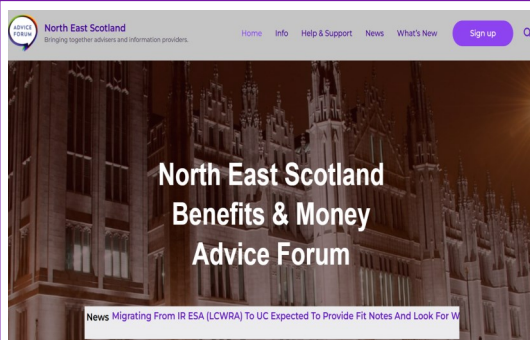 ADVICE
FORUM
North East Scotland
Bringing together advisers and information providers.
Home Info Help & Support News What's New Sign up
North East Scotland
Benefits & Money
Advice Forum
News Migrating From IR ESA (LCWRA) To UC Expected To Provide Fit Notes And Look For W